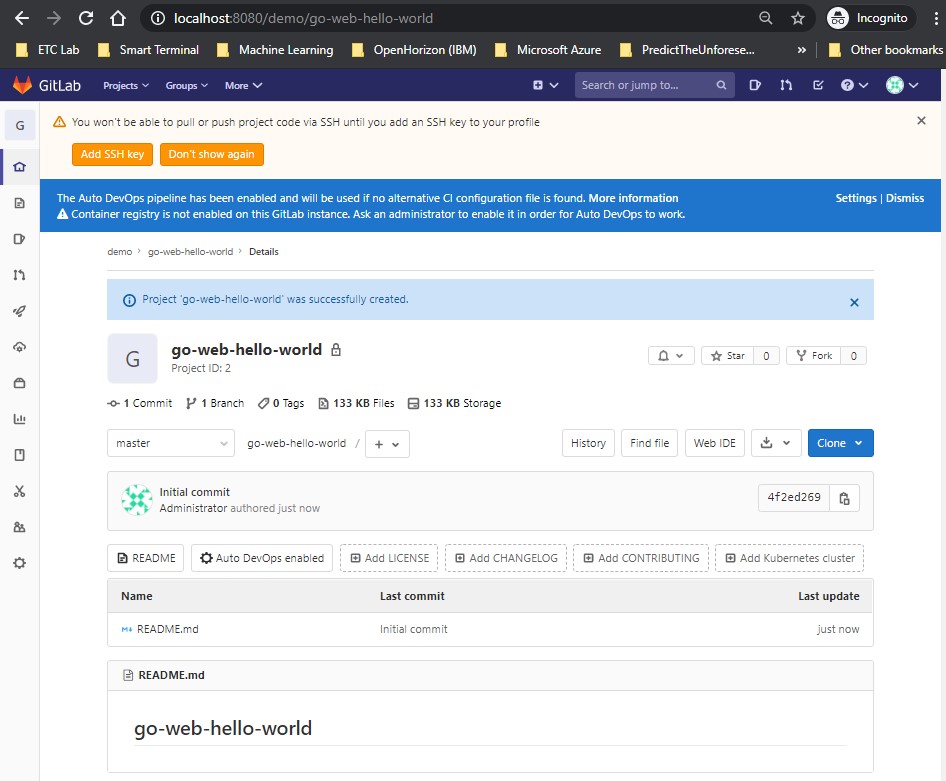 localhost:8080/demo/go-web-hello-world
Incognito
ETC Lab Smart Terminal Machine Learning OpenHorizon (IBM) Microsoft Azure PredictTheUnforese... » Other bookmarks
GitLab Projects Groups More Search or jump to...
G
You won't be able to pull or push project code via SSH until you add an SSH key to your profile
Add SSH key Don't show again
The Auto DevOps pipeline has been enabled and will be used if no alternative CI configuration file is found. More information
Settings | Dismiss
Container registry is not enabled on this GitLab instance. Ask an administrator to enable it in order for Auto DevOps to work.
demo › go-web-hello-world › Details
Project 'go-web-hello-world' was successfully created.
G
go-web-hello-world
Project ID: 2
Star 0 Fork 0
1 Commit 1 Branch 0 Tags 133 KB Files 133 KB Storage
master go-web-hello-world / + History Find file Web IDE Clone
Initial commit
Administrator authored just now
4f2ed269
README Auto DevOps enabled Add LICENSE Add CHANGELOG Add CONTRIBUTING Add Kubernetes cluster
Name Last commit Last update
M↓ README.md Initial commit just now
README.md
go-web-hello-world